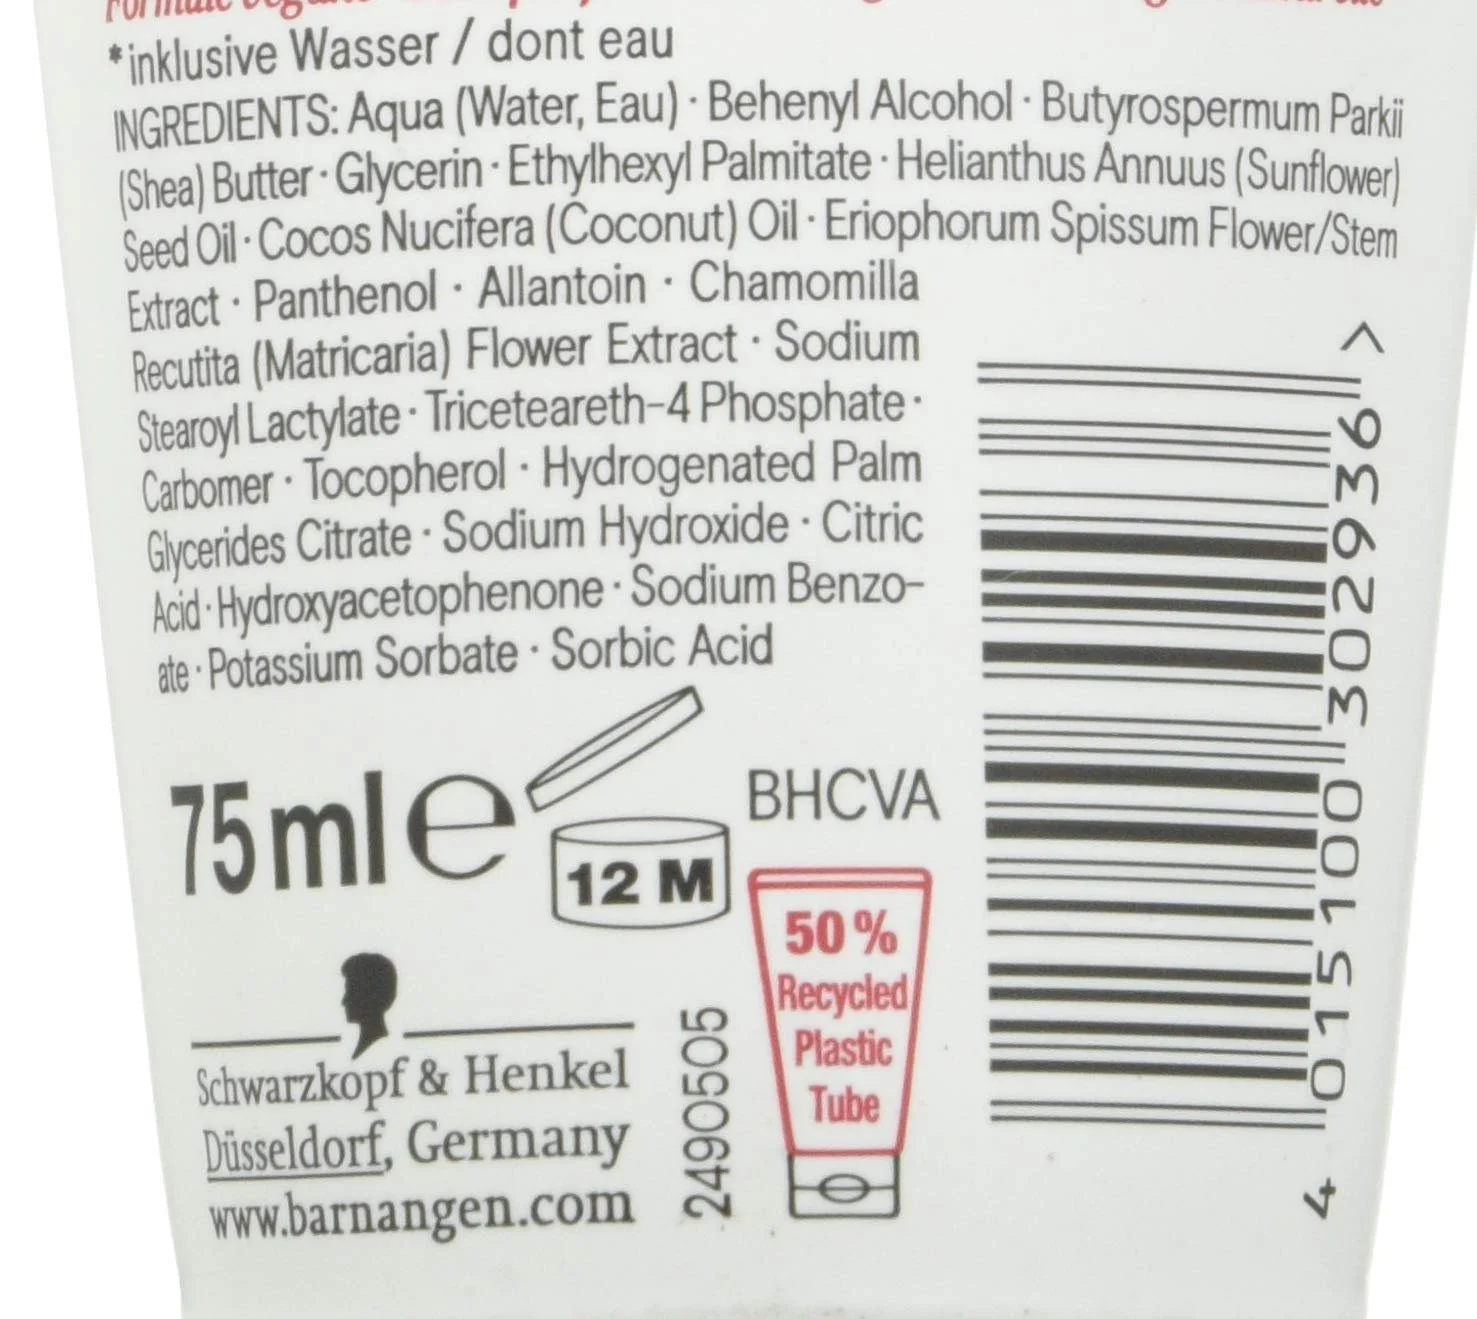 *inklusive Wasser / dont eau
INGREDIENTS: Aqua (Water, Eau) · Behenyl Alcohol · Butyrospermum Parkii
(Shea) Butter · Glycerin · Ethylhexyl Palmitate · Helianthus Annuus (Sunflower)
Seed Oil · Cocos Nucifera (Coconut) Oil · Eriophorum Spissum Flower/Stem
Extract · Panthenol · Allantoin · Chamomilla
Recutita (Matricaria) Flower Extract · Sodium
Stearoyl Lactylate · Triceteareth-4 Phosphate ·
Carbomer · Tocopherol · Hydrogenated Palm
Glycerides Citrate · Sodium Hydroxide · Citric
Acid · Hydroxyacetophenone · Sodium Benzo-
ate · Potassium Sorbate · Sorbic Acid
75 ml e
12 M
BHCVA
50 %
Recycled
Plastic
Tube
Schwarzkopf & Henkel
Düsseldorf, Germany
www.barnangen.com
2490505
4 015100 302936 >